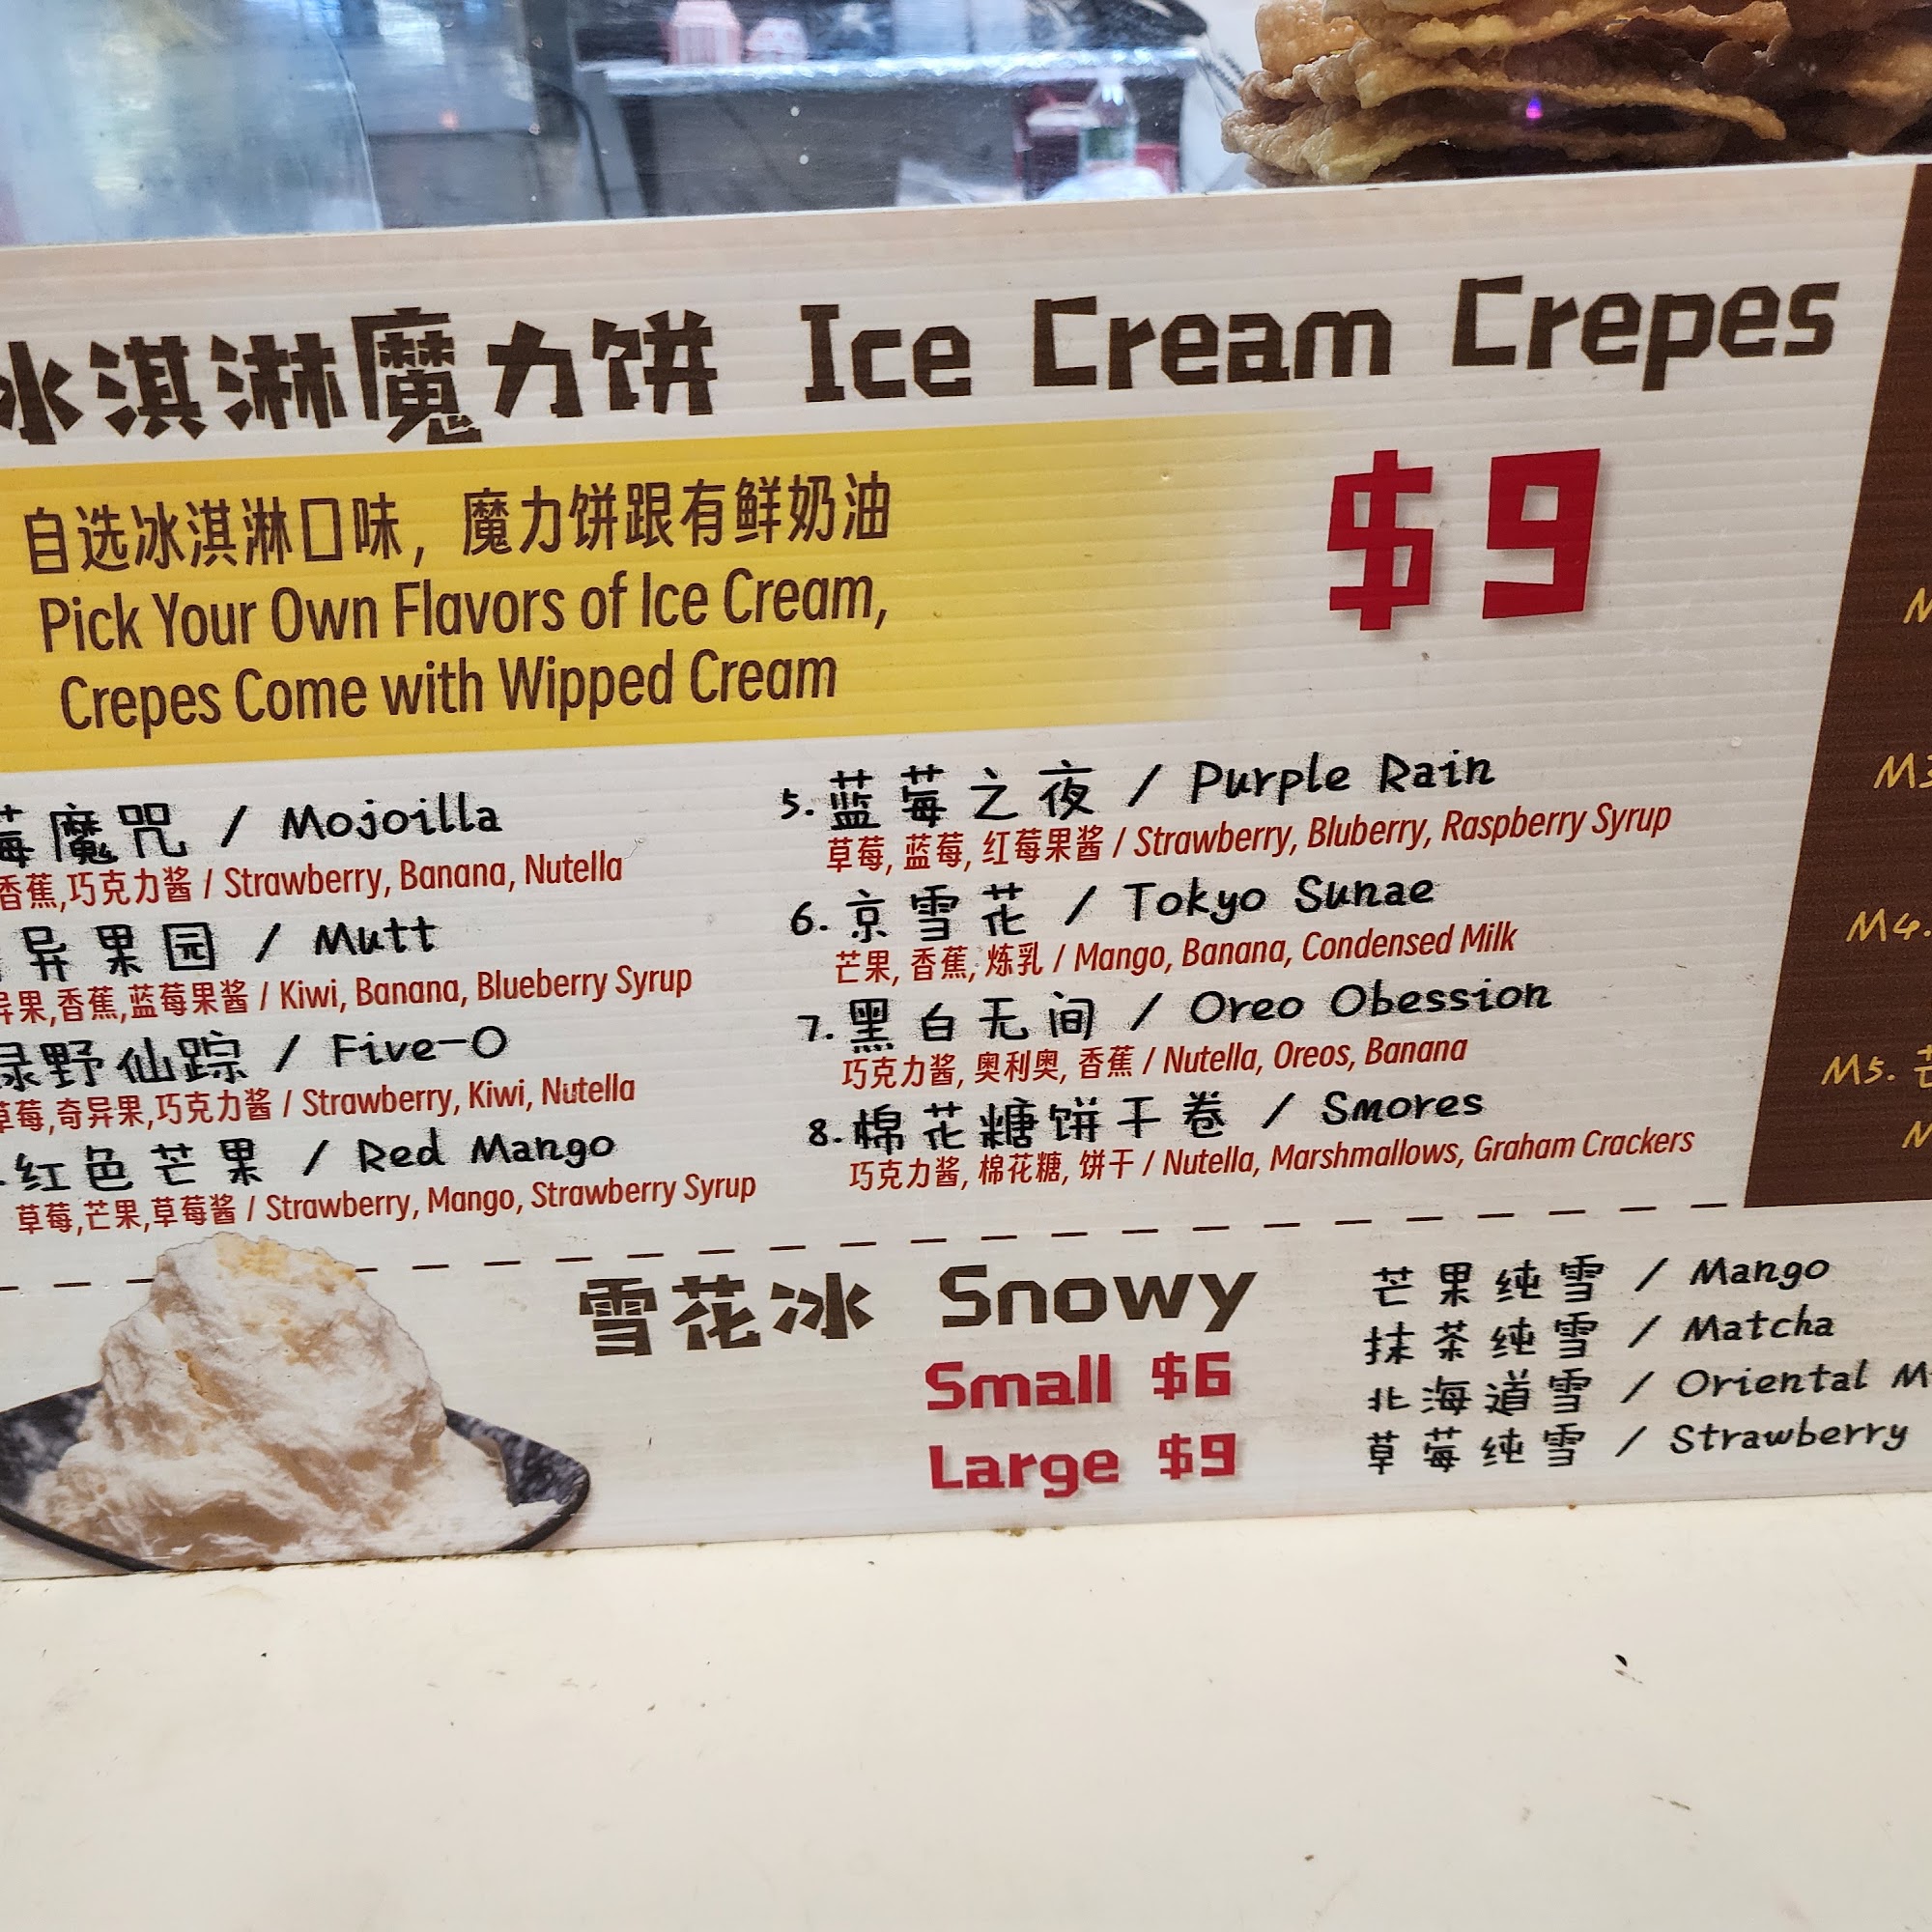 冰淇淋魔力饼 Ice Cream Crepes
自选冰淇淋口味，魔力饼跟有鲜奶油
Pick Your Own Flavors of Ice Cream,
Crepes Come with Wipped Cream
$9
莓魔咒 / Mojoilla
香蕉,巧克力酱 / Strawberry, Banana, Nutella
异果园 / Mutt
异果,香蕉,蓝莓果酱 / Kiwi, Banana, Blueberry Syrup
绿野仙踪 / Five-O
草莓,奇异果,巧克力酱 / Strawberry, Kiwi, Nutella
红色芒果 / Red Mango
草莓,芒果,草莓酱 / Strawberry, Mango, Strawberry Syrup
5. 蓝莓之夜 / Purple Rain
草莓, 蓝莓, 红莓果酱 / Strawberry, Bluberry, Raspberry Syrup
6. 京雪花 / Tokyo Sunae
芒果, 香蕉, 炼乳 / Mango, Banana, Condensed Milk
7. 黑白无间 / Oreo Obession
巧克力酱, 奥利奥, 香蕉 / Nutella, Oreos, Banana
8. 棉花糖饼干卷 / Smores
巧克力酱, 棉花糖, 饼干 / Nutella, Marshmallows, Graham Crackers
雪花冰 Snowy
Small $6
Large $9
芒果纯雪 / Mango
抹茶纯雪 / Matcha
北海道雪 / Oriental M
草莓纯雪 / Strawberry
M4.
M5. 芒